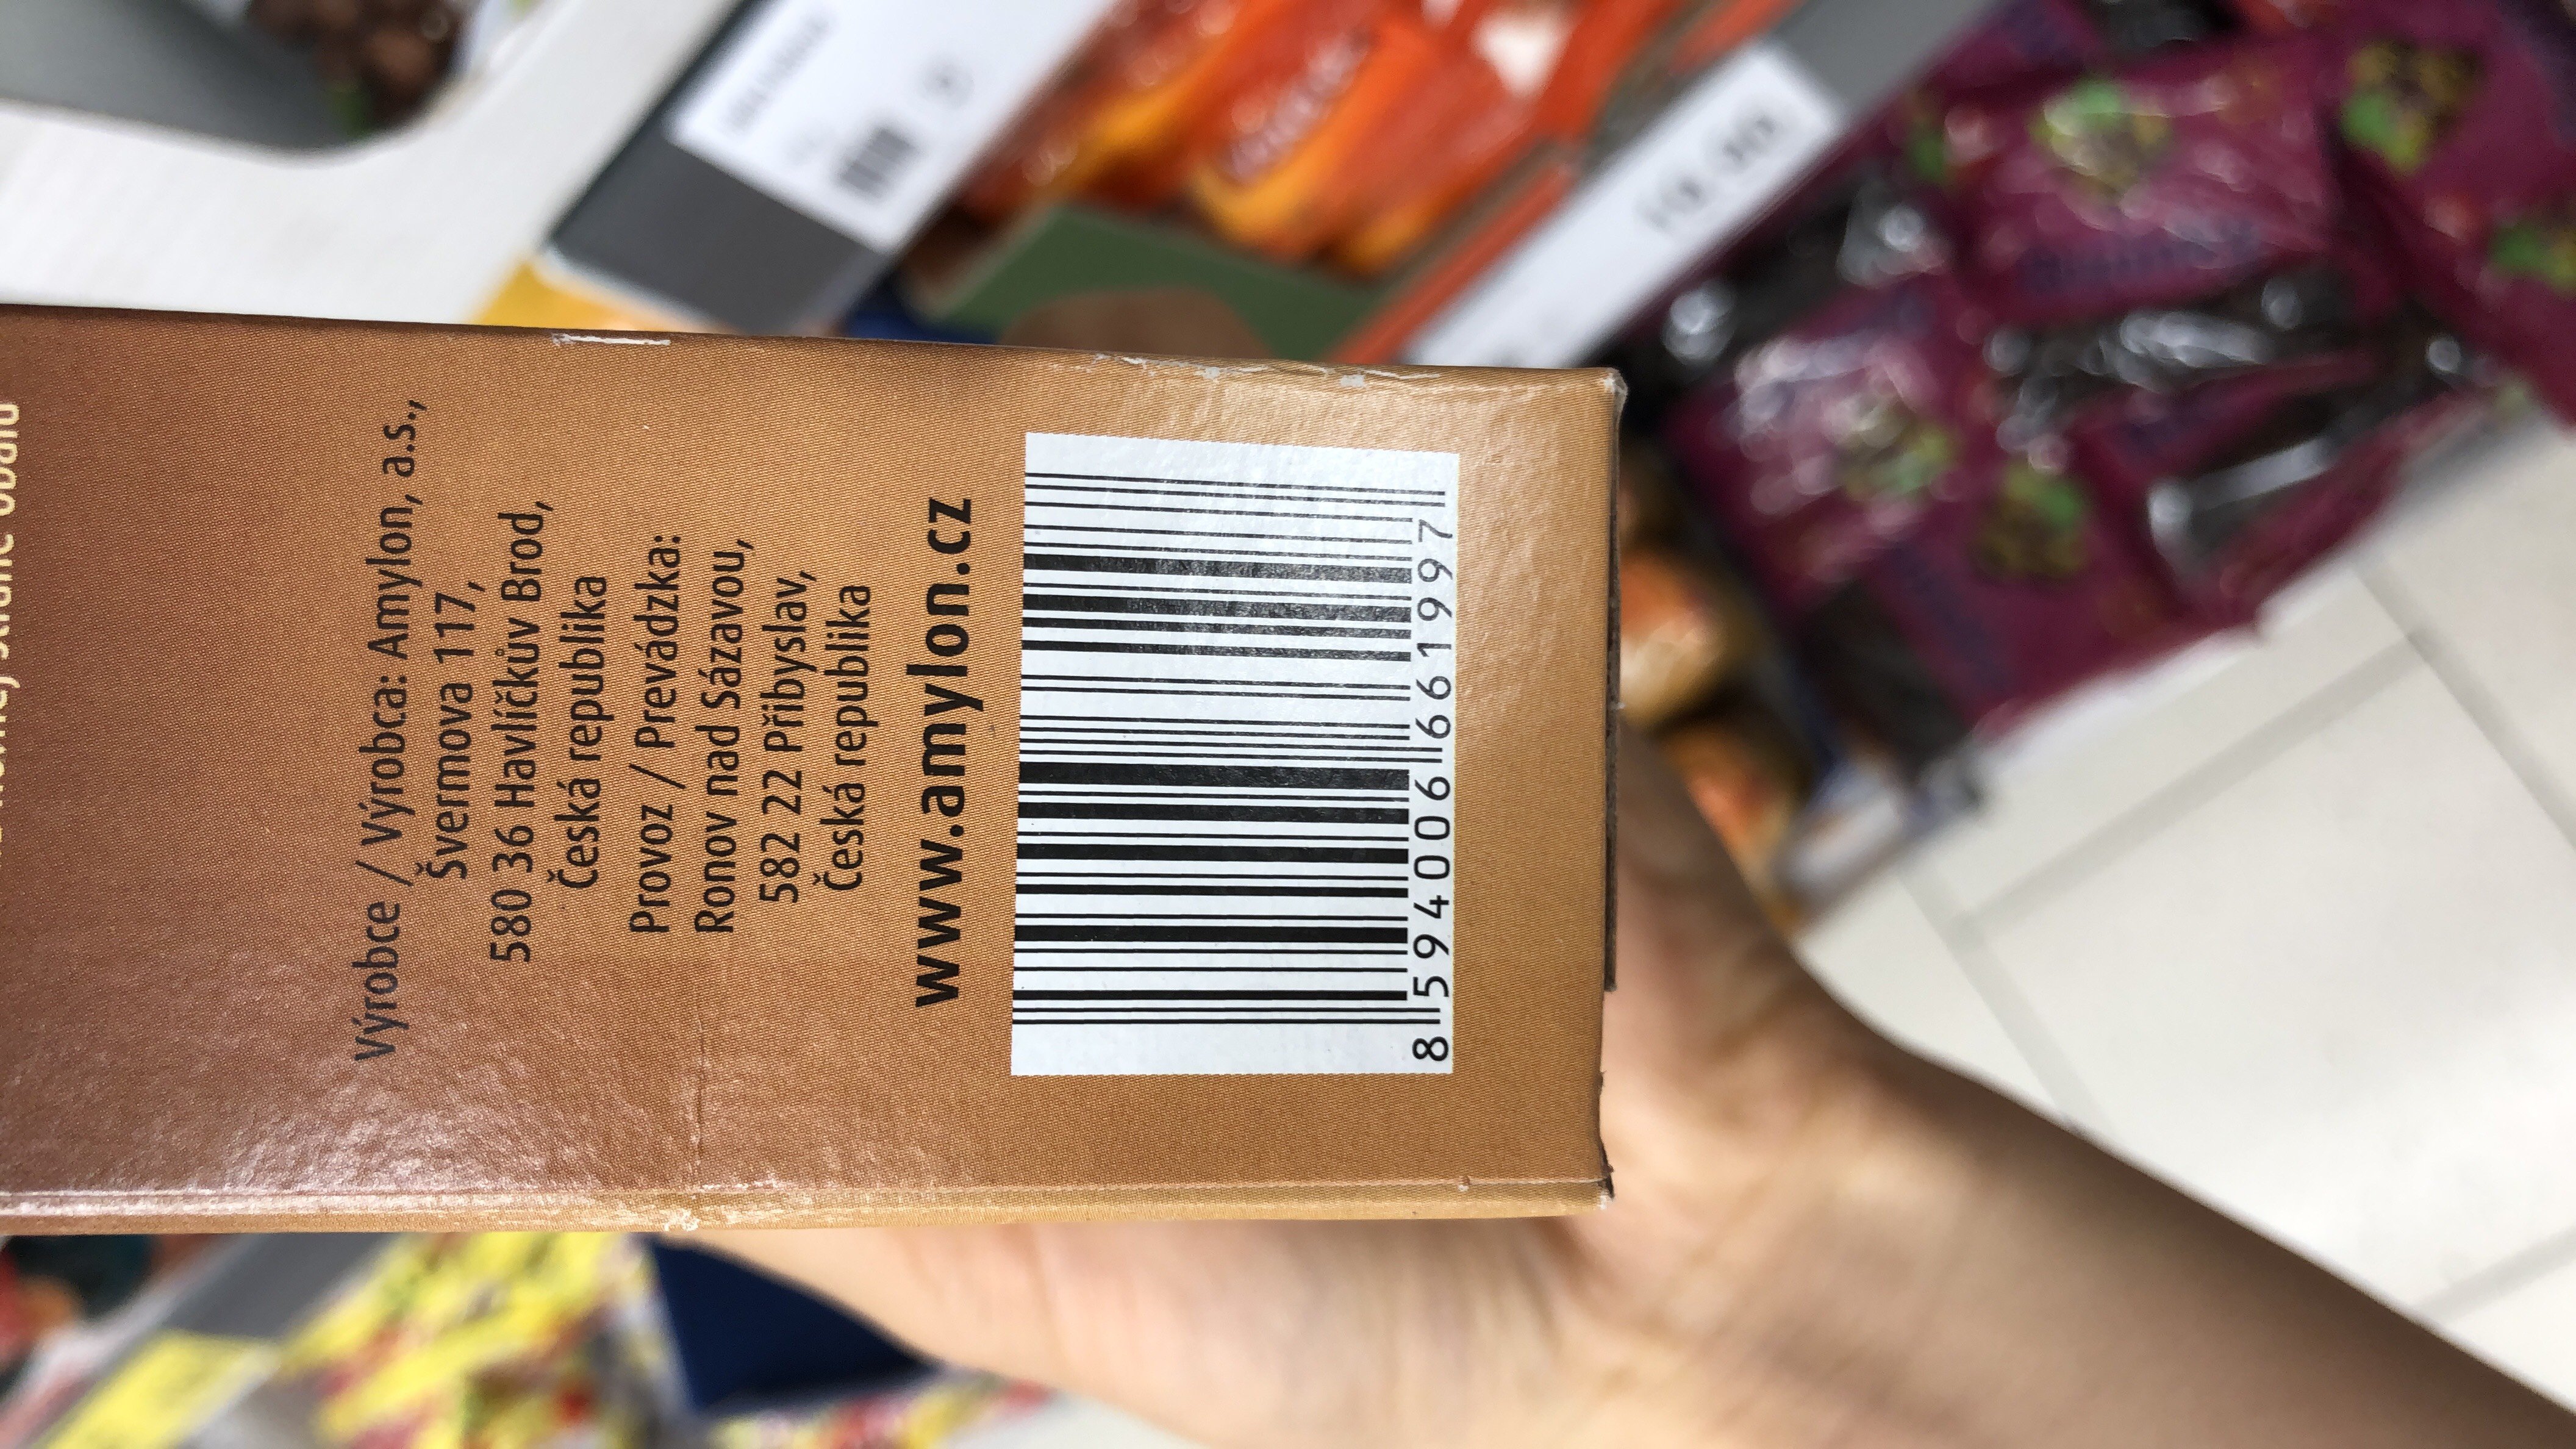 Výrobce / Výrobca: Amylon, a.s.,
Švermova 117,
580 36 Havlíčkův Brod,
Česká republika
Provoz / Prevádzka:
Ronov nad Sázavou,
582 22 Přibyslav,
Česká republika
www.amylon.cz
8 594006 661997